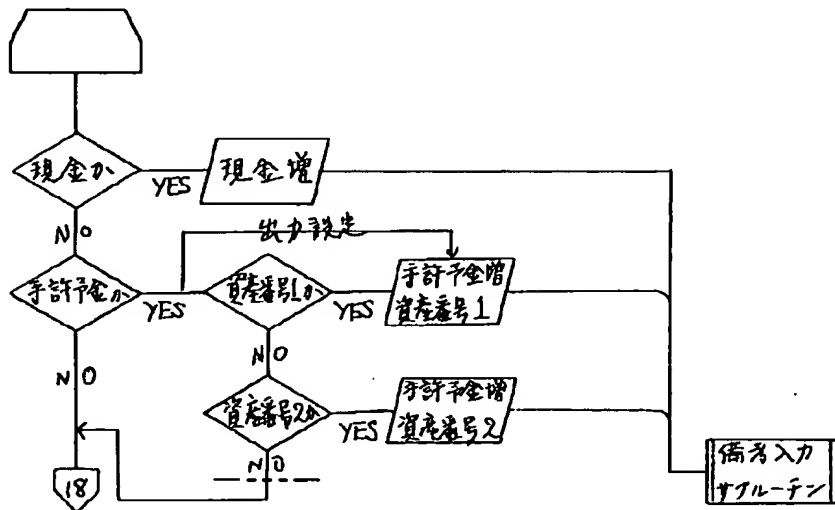 現金か
YES
現金増
NO
出力設定
手許予金か
YES
資産番号1か
YES
手許予金増
資産番号1
NO
NO
資産番号2か
YES
手許予金増
資産番号2
NO
18
備考入力
サブルーチン